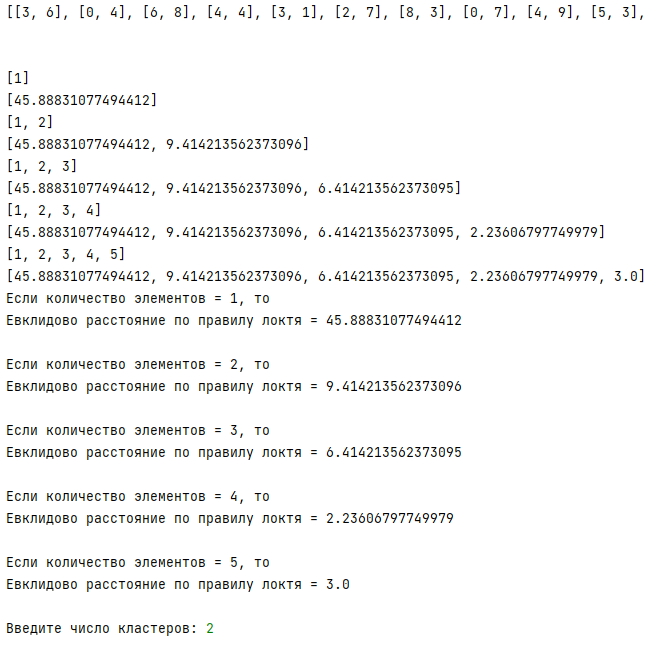 [[3, 6], [0, 4], [6, 8], [4, 4], [3, 1], [2, 7], [8, 3], [0, 7], [4, 9], [5, 3],
[1]
[45.88831077494412]
[1, 2]
[45.88831077494412, 9.414213562373096]
[1, 2, 3]
[45.88831077494412, 9.414213562373096, 6.414213562373095]
[1, 2, 3, 4]
[45.88831077494412, 9.414213562373096, 6.414213562373095, 2.23606797749979]
[1, 2, 3, 4, 5]
[45.88831077494412, 9.414213562373096, 6.414213562373095, 2.23606797749979, 3.0]
Если количество элементов = 1, то
Евклидово расстояние по правилу локтя = 45.88831077494412
Если количество элементов = 2, то
Евклидово расстояние по правилу локтя = 9.414213562373096
Если количество элементов = 3, то
Евклидово расстояние по правилу локтя = 6.414213562373095
Если количество элементов = 4, то
Евклидово расстояние по правилу локтя = 2.23606797749979
Если количество элементов = 5, то
Евклидово расстояние по правилу локтя = 3.0
Введите число кластеров: 2